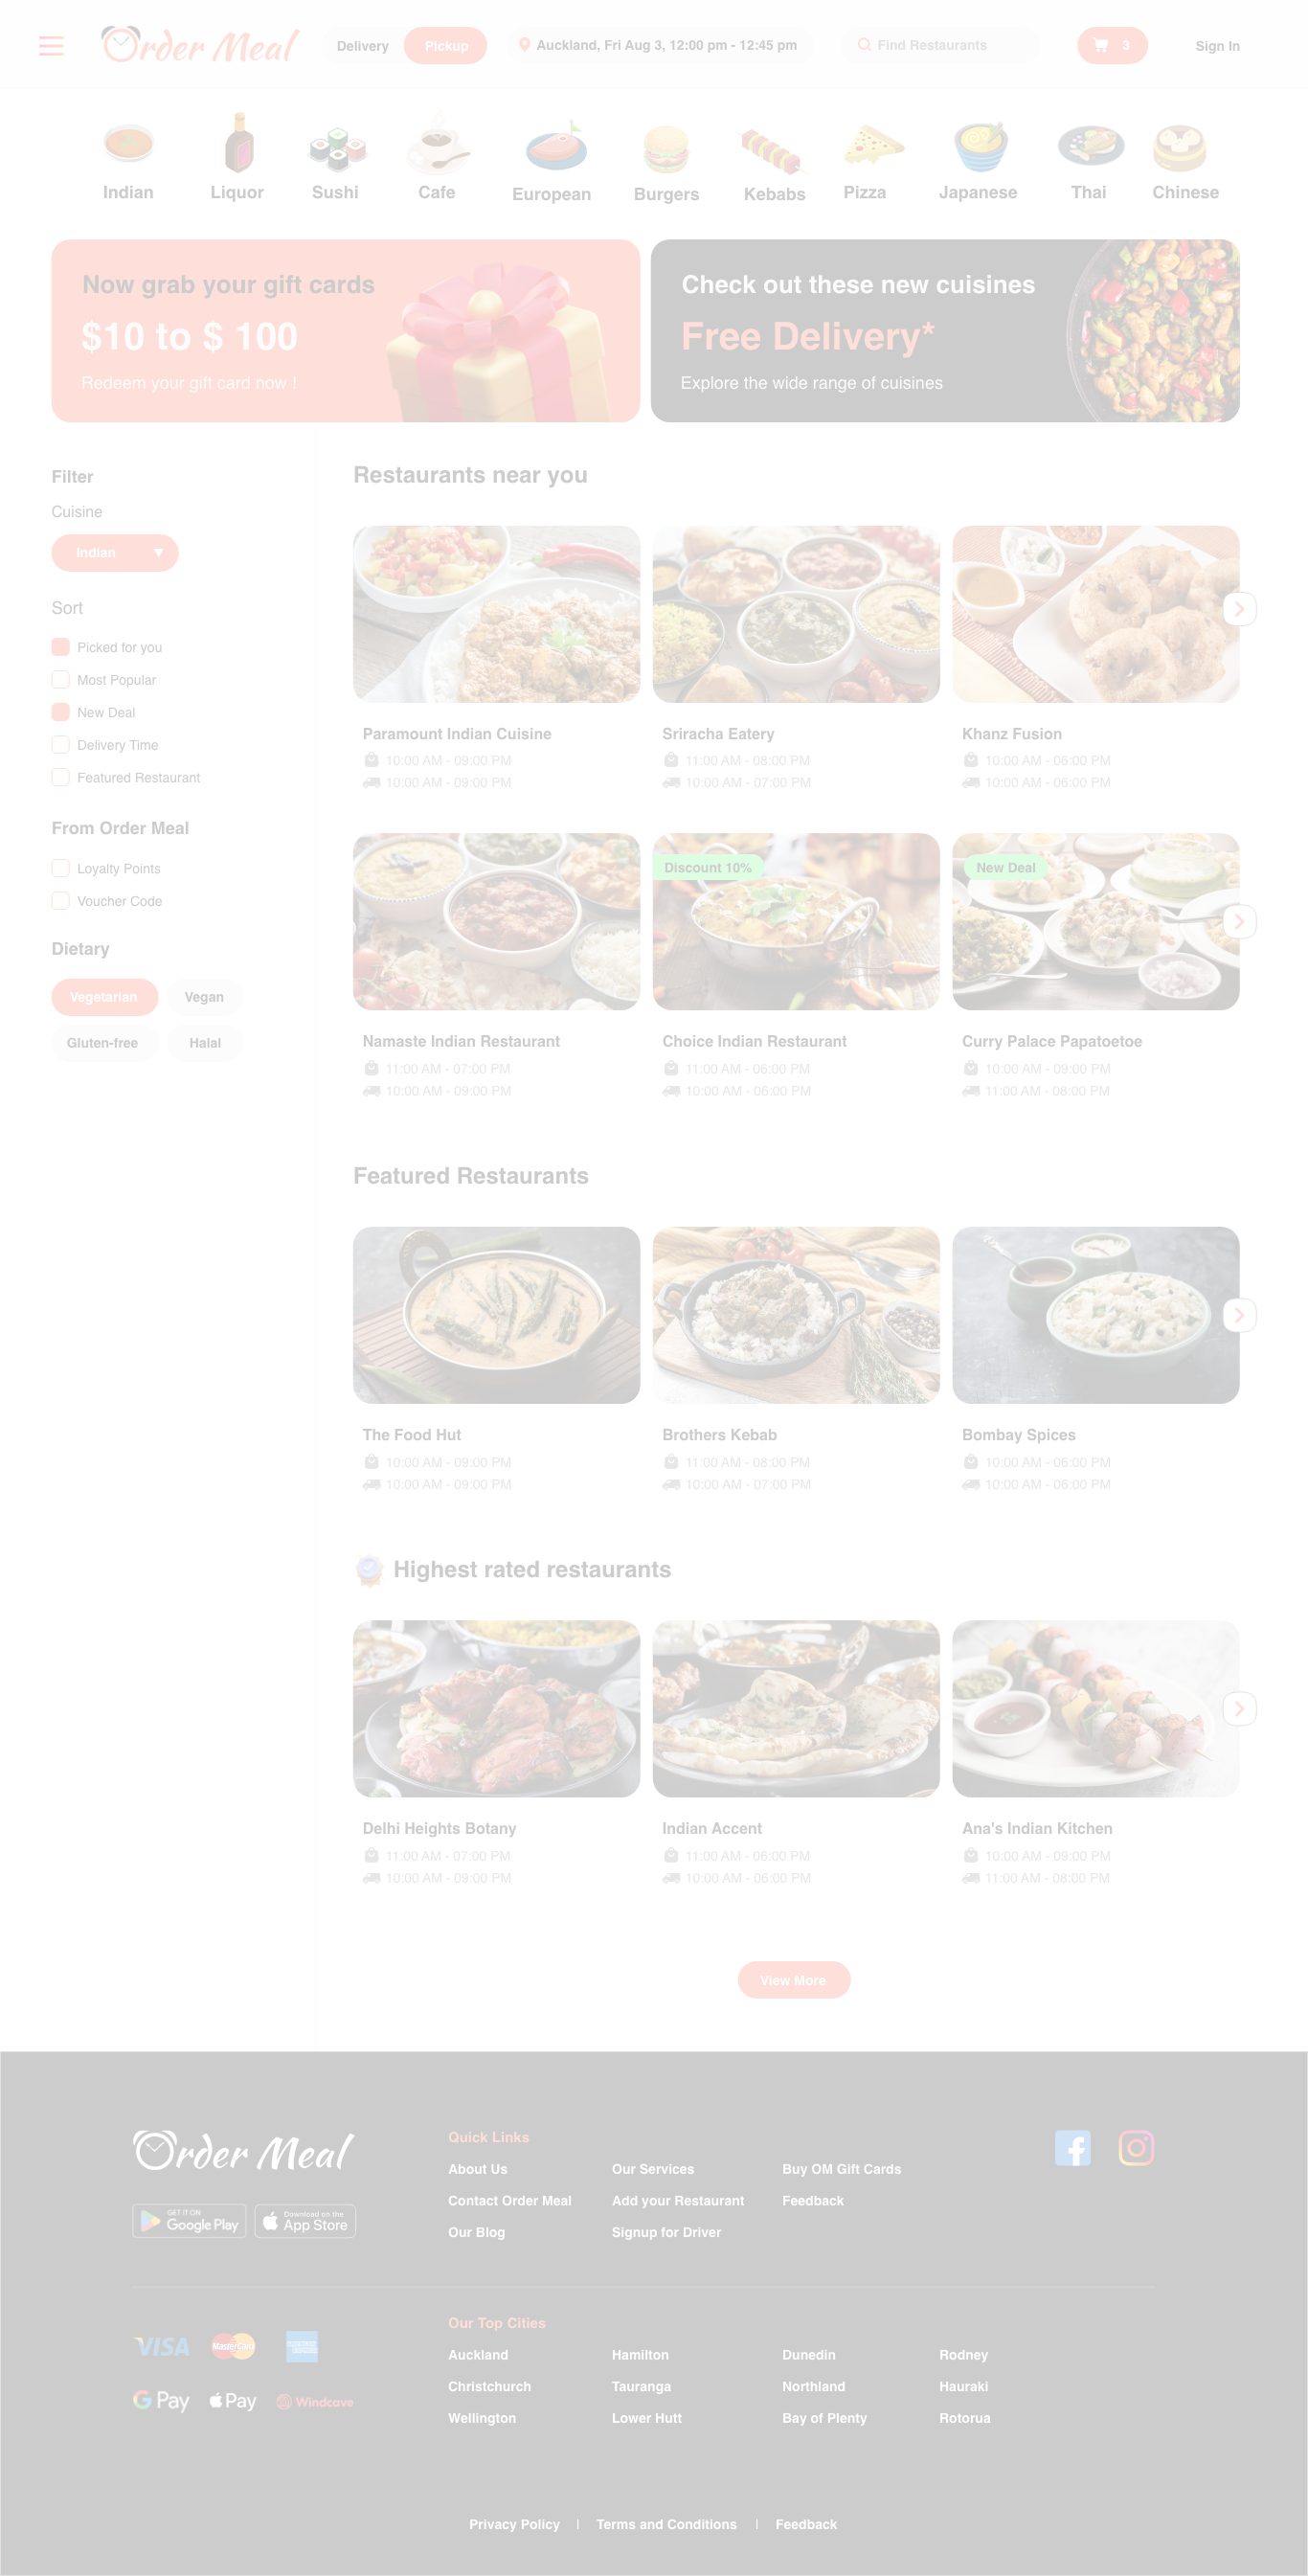 Order Meal
Delivery Pickup Auckland, Fri Aug 3, 12:00 pm - 12:45 pm Find Restaurants 3 Sign In
Indian Liquor Sushi Cafe European Burgers Kebabs Pizza Japanese Thai Chinese
Now grab your gift cards
$10 to $ 100
Redeem your gift card now !
Check out these new cuisines
Free Delivery*
Explore the wide range of cuisines
Filter
Cuisine
Indian
Sort
Picked for you
Most Popular
New Deal
Delivery Time
Featured Restaurant
From Order Meal
Loyalty Points
Voucher Code
Dietary
Vegetarian Vegan
Gluten-free Halal
Restaurants near you
Paramount Indian Cuisine
10:00 AM - 09:00 PM
10:00 AM - 09:00 PM
Sriracha Eatery
11:00 AM - 08:00 PM
10:00 AM - 07:00 PM
Khanz Fusion
10:00 AM - 06:00 PM
10:00 AM - 06:00 PM
Namaste Indian Restaurant
11:00 AM - 07:00 PM
10:00 AM - 09:00 PM
Discount 10%
Choice Indian Restaurant
11:00 AM - 06:00 PM
10:00 AM - 06:00 PM
New Deal
Curry Palace Papatoetoe
10:00 AM - 09:00 PM
11:00 AM - 08:00 PM
Featured Restaurants
The Food Hut
10:00 AM - 09:00 PM
10:00 AM - 09:00 PM
Brothers Kebab
11:00 AM - 08:00 PM
10:00 AM - 07:00 PM
Bombay Spices
10:00 AM - 06:00 PM
10:00 AM - 06:00 PM
Highest rated restaurants
Delhi Heights Botany
11:00 AM - 07:00 PM
10:00 AM - 09:00 PM
Indian Accent
11:00 AM - 06:00 PM
10:00 AM - 06:00 PM
Ana's Indian Kitchen
10:00 AM - 09:00 PM
11:00 AM - 08:00 PM
View More
Order Meal
GET IT ON
Google Play
Download on the
App Store
Quick Links
About Us Our Services Buy OM Gift Cards
Contact Order Meal Add your Restaurant Feedback
Our Blog Signup for Driver
VISA MasterCard AMERICAN EXPRESS
G Pay Pay Windcave
Our Top Cities
Auckland Hamilton Dunedin Rodney
Christchurch Tauranga Northland Hauraki
Wellington Lower Hutt Bay of Plenty Rotorua
Privacy Policy | Terms and Conditions | Feedback